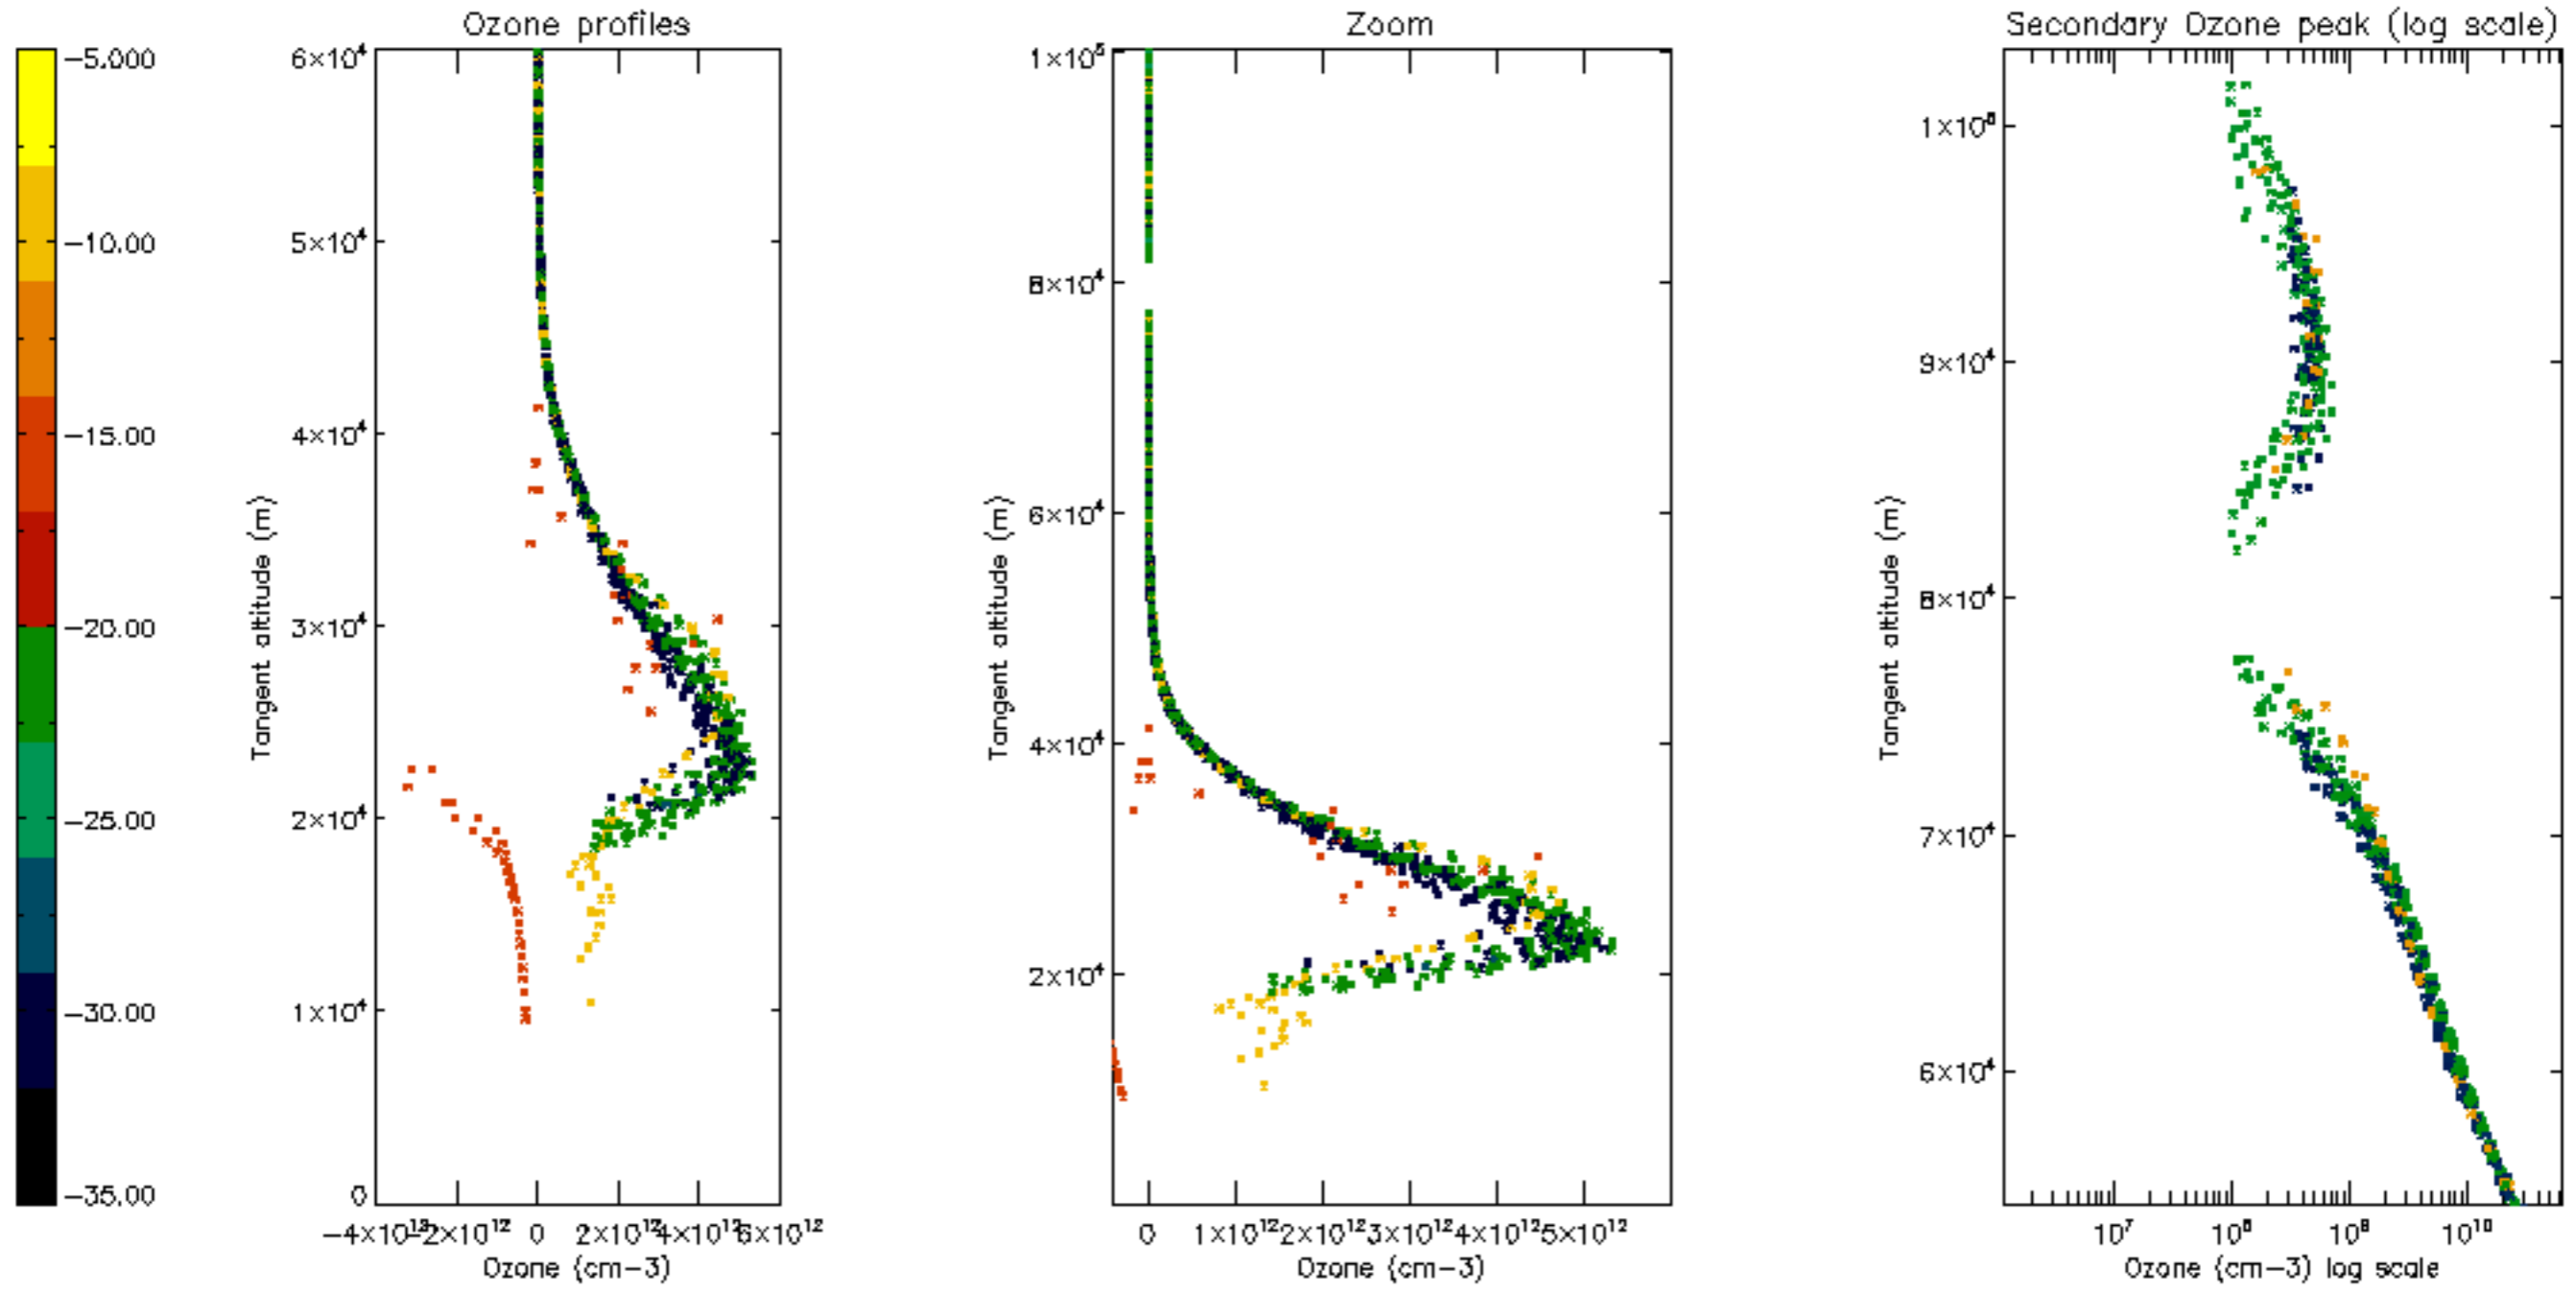 Ozone profiles
Zoom
Secondary Ozone peak (log scale)
-5.000
-10.00
-15.00
-20.00
-25.00
-30.00
-35.00
6×10⁴
5×10⁴
4×10⁴
3×10⁴
2×10⁴
1×10⁴
0
Tangent altitude (m)
-4×10¹² -2×10¹² 0 2×10¹² 4×10¹² 6×10¹²
Ozone (cm-3)
1×10⁵
8×10⁴
6×10⁴
4×10⁴
2×10⁴
Tangent altitude (m)
0 1×10¹² 2×10¹² 3×10¹² 4×10¹² 5×10¹²
Ozone (cm-3)
1×10⁵
9×10⁴
8×10⁴
7×10⁴
6×10⁴
Tangent altitude (m)
10⁷ 10⁸ 10⁹ 10¹⁰
Ozone (cm-3) log scale